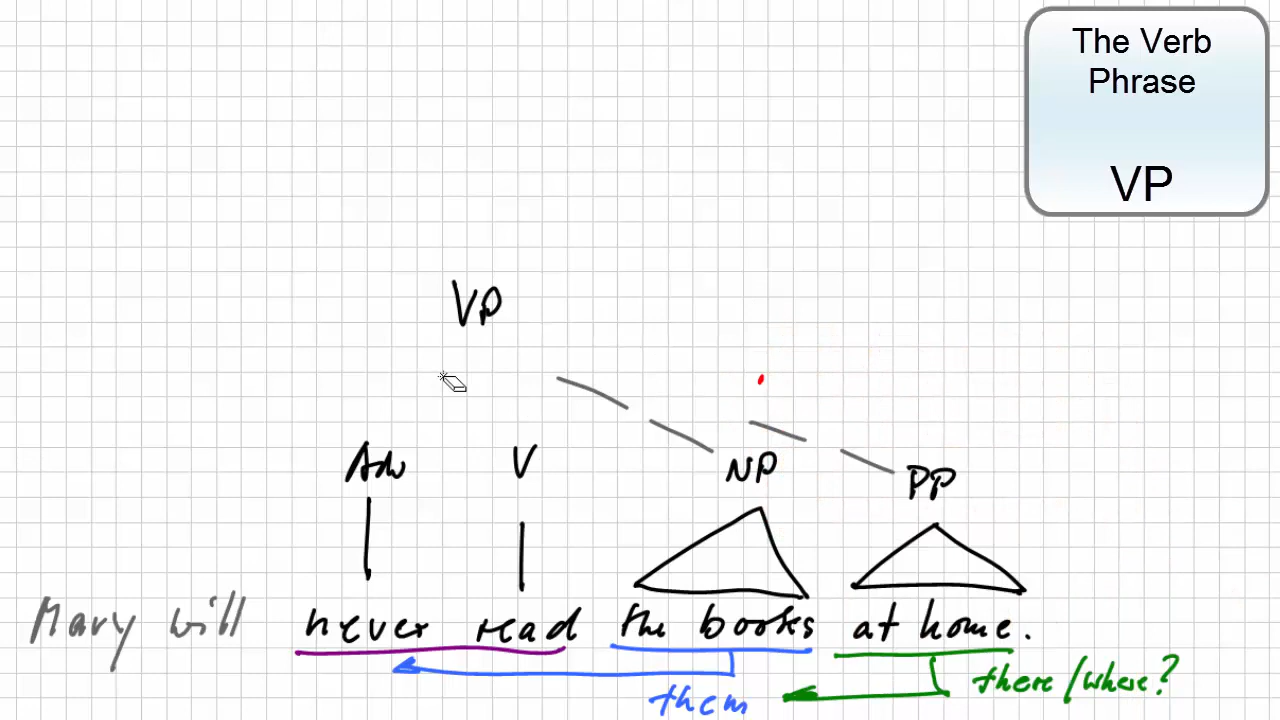 The Verb
Phrase
VP
VP
Adv V NP PP
Mary will never read the books at home.
them there/where?